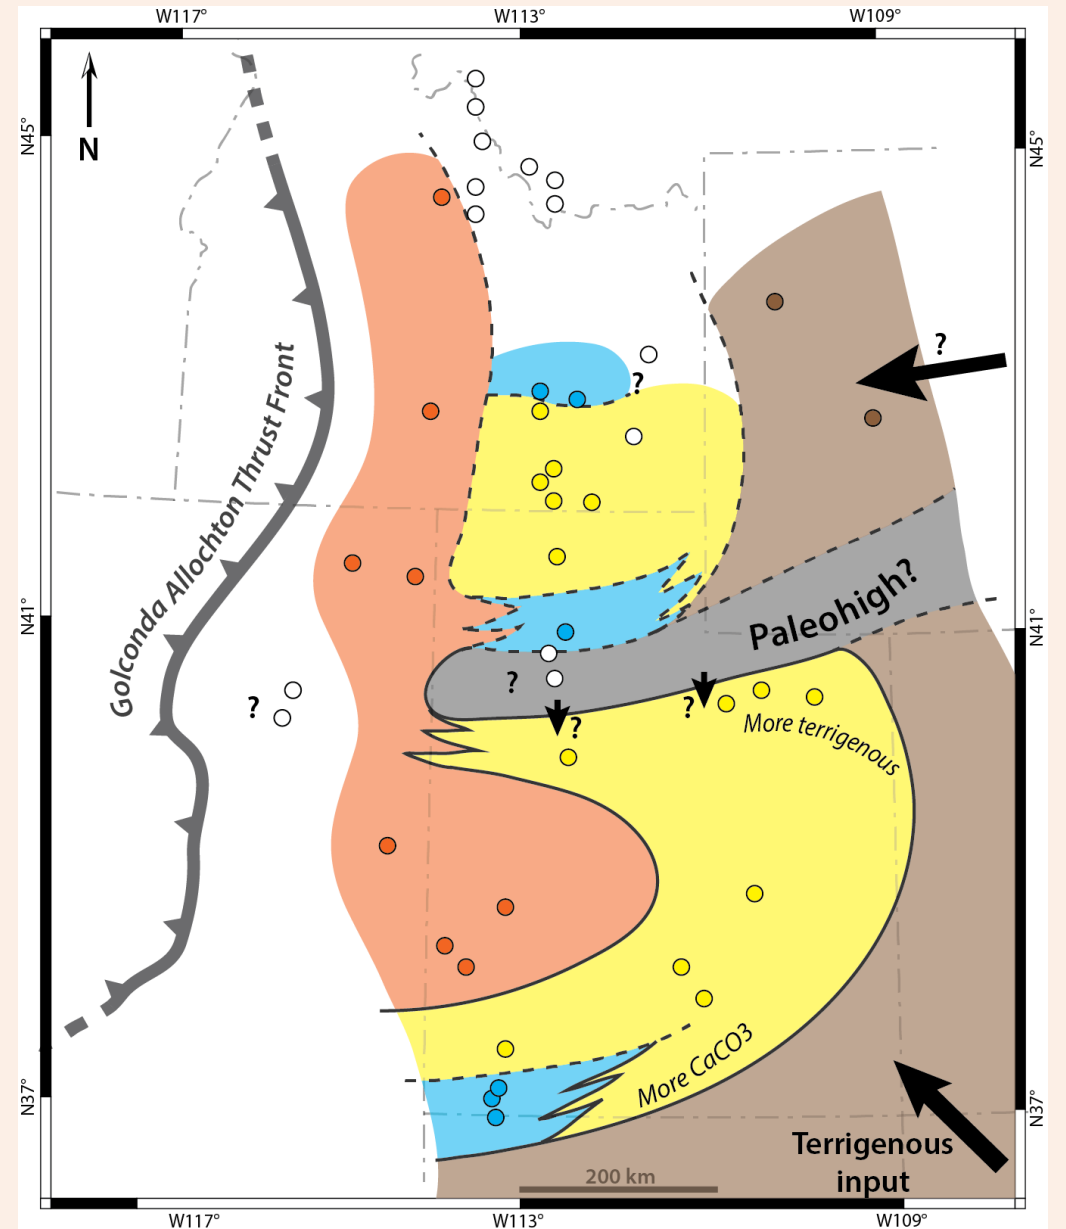 W117°
W113°
W109°
N45°
N45°
N
?
?
Golconda Allochton Thrust Front
Paleohigh?
N41°
N41°
?
?
?
?
More terrigenous
More CaCO3
N37°
N37°
Terrigenous
input
200 km
W117°
W113°
W109°